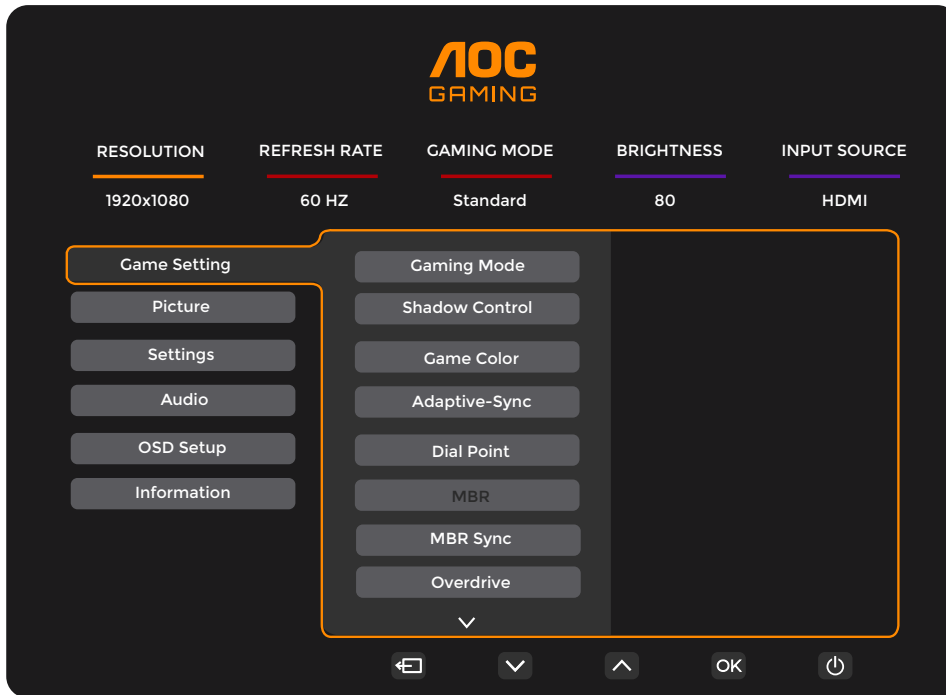 AOC
GAMING
RESOLUTION REFRESH RATE GAMING MODE BRIGHTNESS INPUT SOURCE
1920x1080 60 HZ Standard 80 HDMI
Game Setting
Picture
Settings
Audio
OSD Setup
Information
Gaming Mode
Shadow Control
Game Color
Adaptive-Sync
Dial Point
MBR
MBR Sync
Overdrive
OK